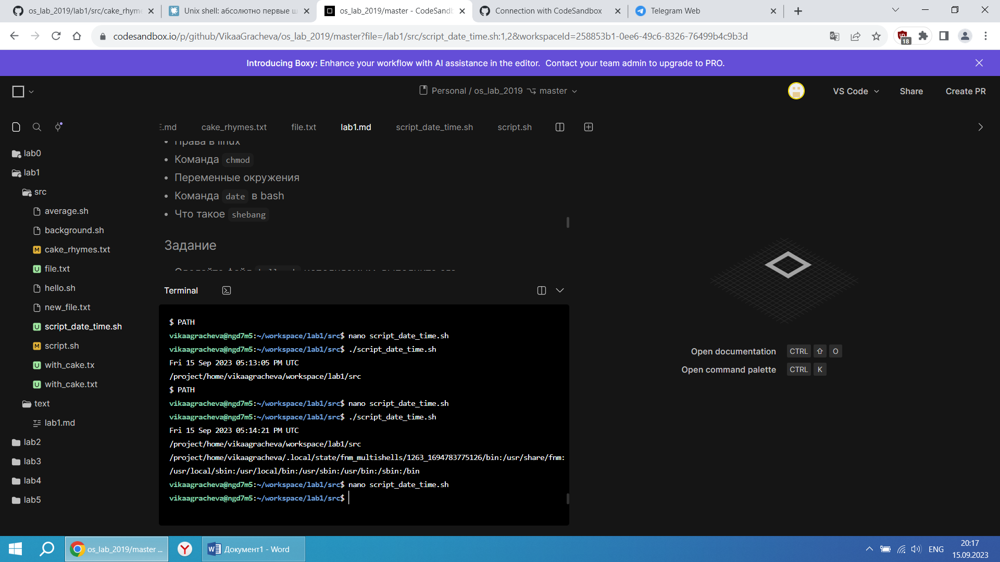 os_lab_2019/lab1/src/cake_rhyme
Unix shell: абсолютно первые ш
os_lab_2019/master - CodeSandb
Connection with CodeSandbox
Telegram Web
codesandbox.io/p/github/VikaaGracheva/os_lab_2019/master?file=/lab1/src/script_date_time.sh:1,2&workspaceId=258853b1-0ee6-49c6-8326-76499b4c9b3d
18
Introducing Boxy: Enhance your workflow with AI assistance in the editor. Contact your team admin to upgrade to PRO.
Personal / os_lab_2019 master
VS Code
Share
Create PR
E.md
cake_rhymes.txt
file.txt
lab1.md
script_date_time.sh
script.sh
lab0
lab1
src
average.sh
background.sh
M cake_rhymes.txt
U file.txt
hello.sh
new_file.txt
U script_date_time.sh
M script.sh
U with_cake.tx
U with_cake.txt
text
lab1.md
lab2
lab3
lab4
lab5
• Права в linux
• Команда chmod
• Переменные окружения
• Команда date в bash
• Что такое shebang
Задание
Terminal
$ PATH
vikaagracheva@ngd7m5:~/workspace/lab1/src$ nano script_date_time.sh
vikaagracheva@ngd7m5:~/workspace/lab1/src$ ./script_date_time.sh
Fri 15 Sep 2023 05:13:05 PM UTC
/project/home/vikaagracheva/workspace/lab1/src
$ PATH
vikaagracheva@ngd7m5:~/workspace/lab1/src$ nano script_date_time.sh
vikaagracheva@ngd7m5:~/workspace/lab1/src$ ./script_date_time.sh
Fri 15 Sep 2023 05:14:21 PM UTC
/project/home/vikaagracheva/workspace/lab1/src
/project/home/vikaagracheva/.local/state/fnm_multishells/1263_1694783775126/bin:/usr/share/fnm:
/usr/local/sbin:/usr/local/bin:/usr/sbin:/usr/bin:/sbin:/bin
vikaagracheva@ngd7m5:~/workspace/lab1/src$ nano script_date_time.sh
vikaagracheva@ngd7m5:~/workspace/lab1/src$
Open documentation CTRL ⇧ O
Open command palette CTRL K
os_lab_2019/master ...
Документ1 - Word
ENG
20:17
15.09.2023